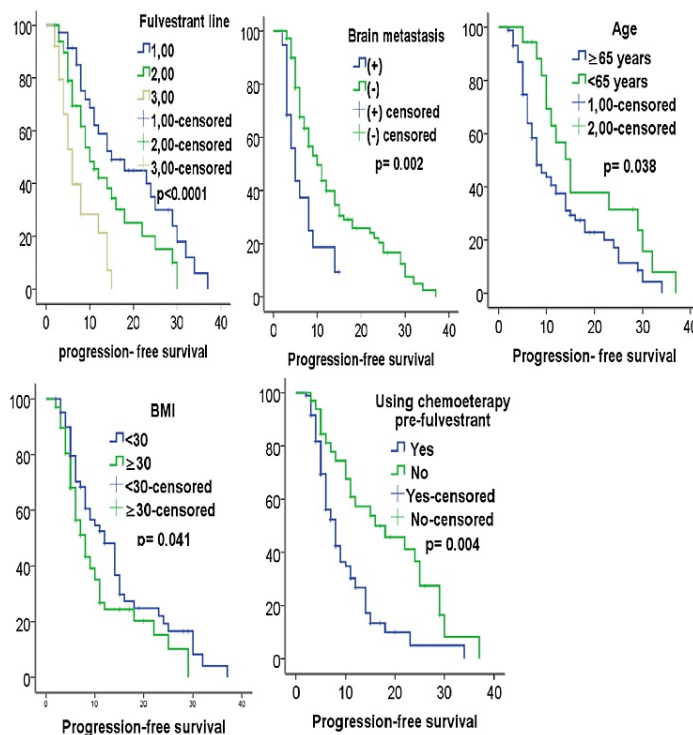 Fulvestrant line
1,00
2,00
3,00
1,00-censored
2,00-censored
3,00-censored
p<0.0001
100
80
60
40
20
0
0 10 20 30 40
progression- free survival
Brain metastasis
(+)
(-)
(+) censored
(-) censored
p= 0.002
100
80
60
40
20
0
0 10 20 30 40
Progression-free survival
Age
≥65 years
<65 years
1,00-censored
2,00-censored
p= 0.038
100
80
60
40
20
0
0 10 20 30 40
Progression- free survival
BMI
<30
≥30
<30-censored
≥30-censored
p= 0.041
100
80
60
40
20
0
0 10 20 30 40
Progression-free survival
Using chemoeterapy
pre-fulvestrant
Yes
No
Yes-censored
No-censored
p= 0.004
100
80
60
40
20
0
0 10 20 30 40
Progression-free survival